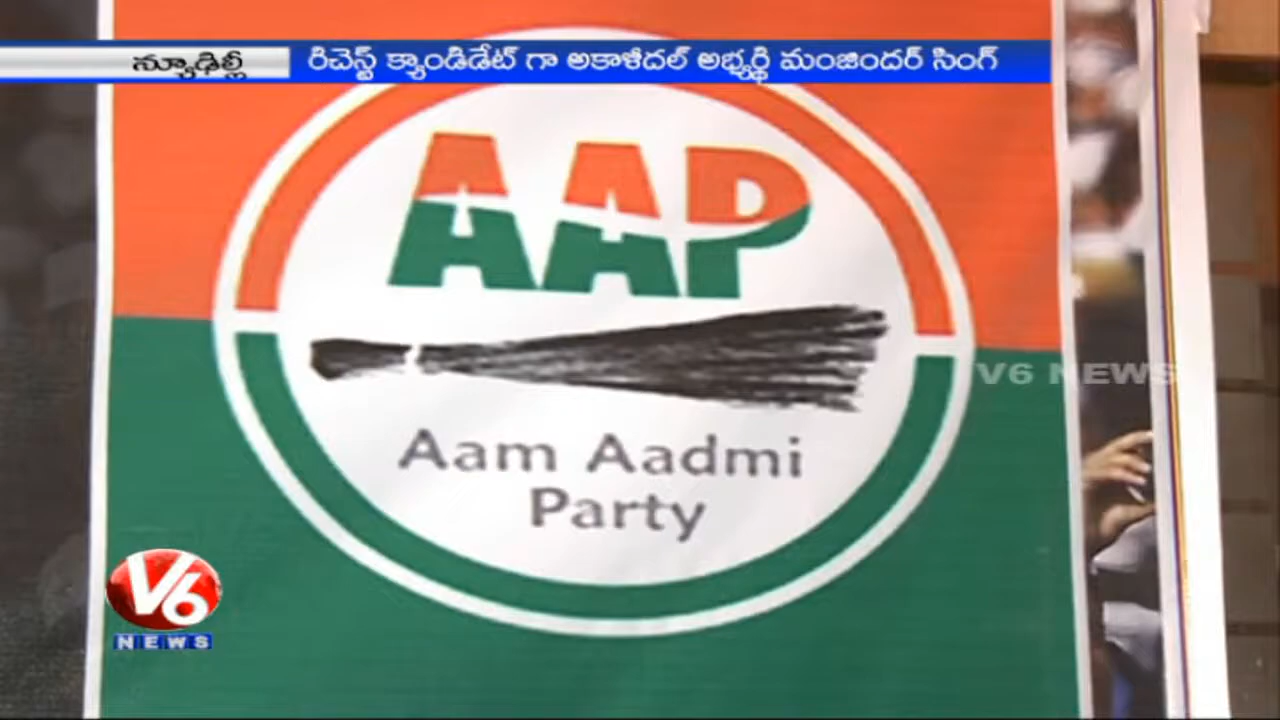 న్యూఢిల్లీ
రిచెస్ట్ క్యాండిడేట్ గా అకాళీదల్ అభ్యర్థి మంజిందర్ సింగ్
AAP
V6 NEWS
Aam Aadmi
Party
V6
NEWS